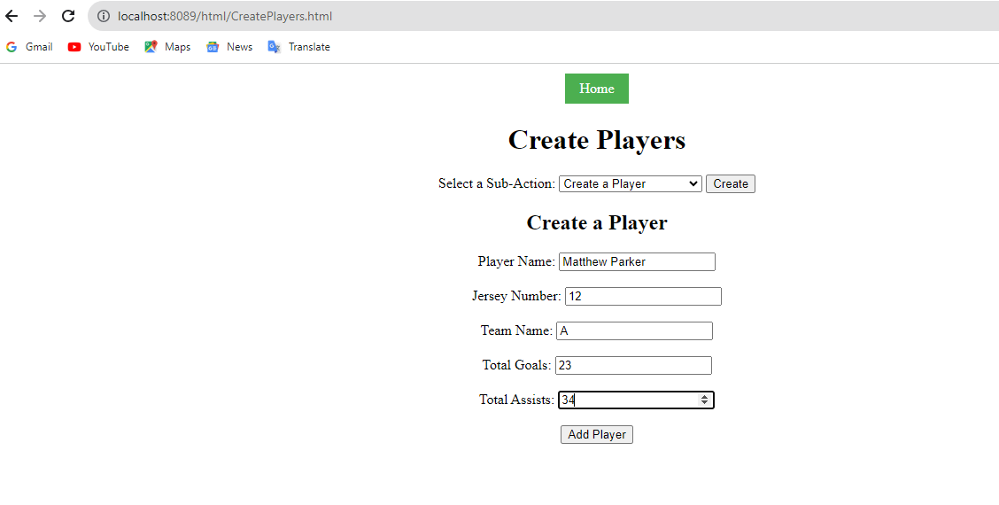 localhost:8089/html/CreatePlayers.html
Gmail YouTube Maps News Translate
Home
Create Players
Select a Sub-Action: Create a Player Create
Create a Player
Player Name: Matthew Parker
Jersey Number: 12
Team Name: A
Total Goals: 23
Total Assists: 34
Add Player